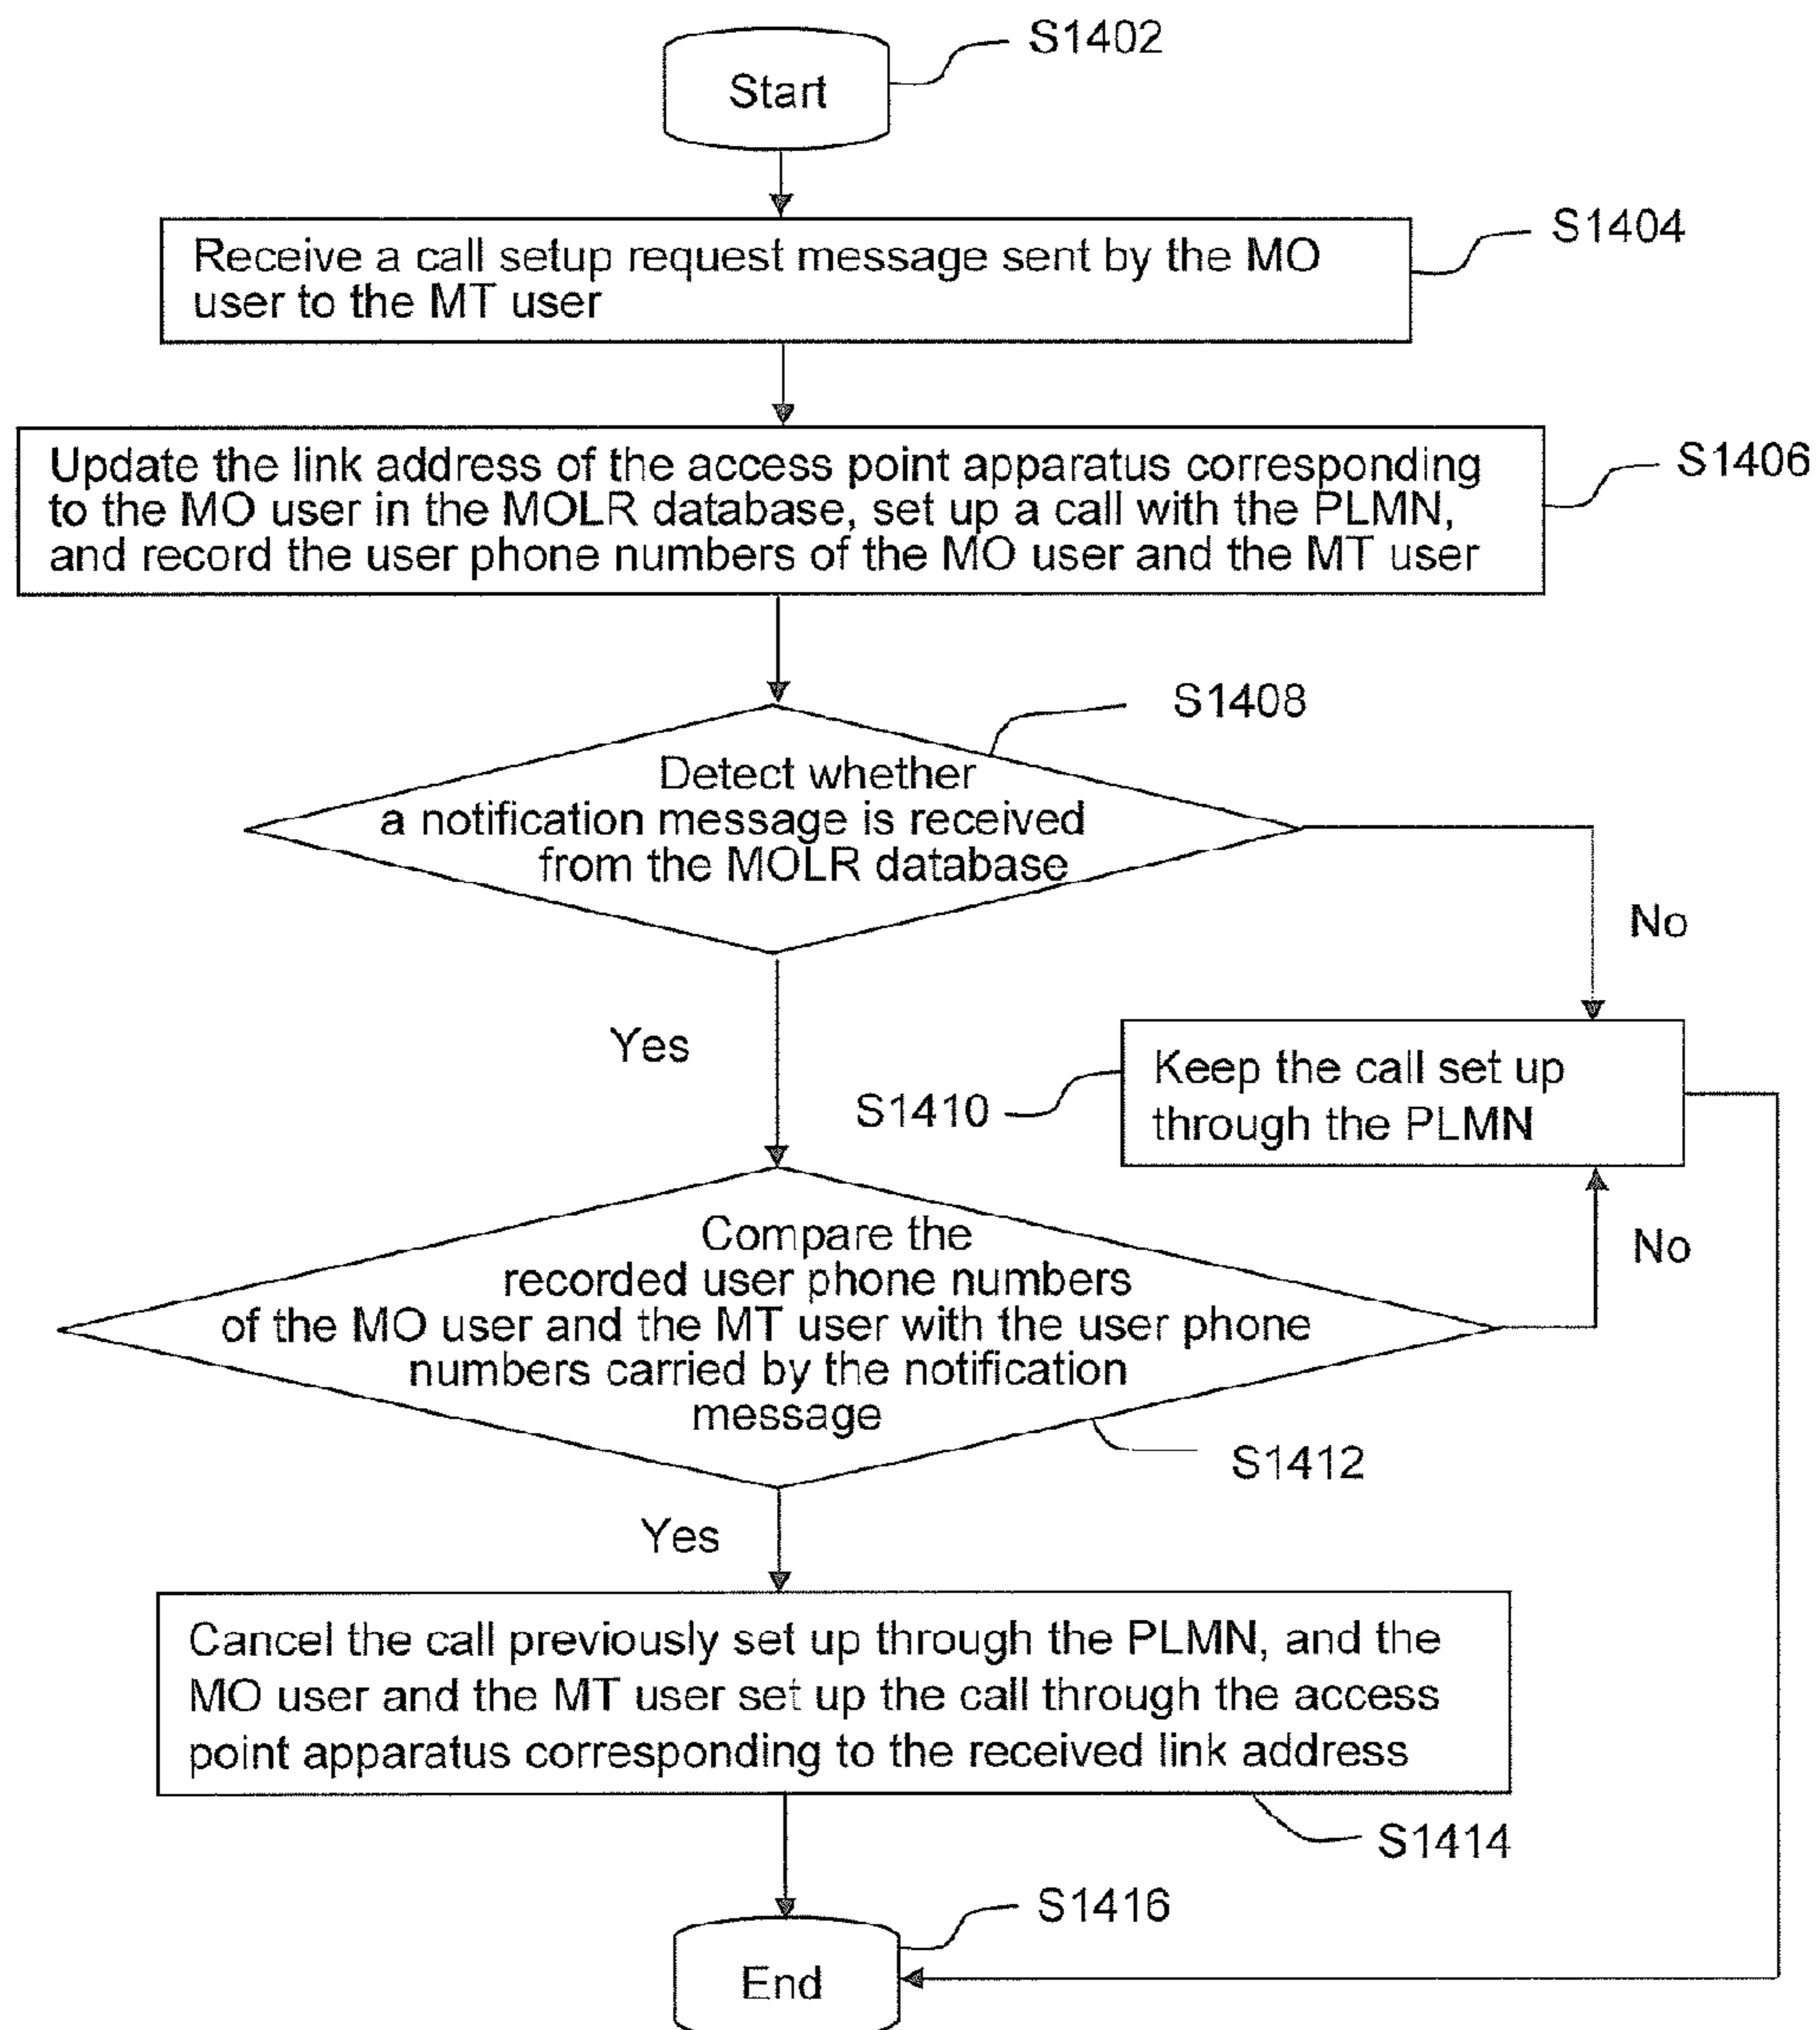 S1402
Start
S1404
Receive a call setup request message sent by the MO
user to the MT user
S1406
Update the link address of the access point apparatus corresponding
to the MO user in the MOLR database, set up a call with the PLMN,
and record the user phone numbers of the MO user and the MT user
S1408
Detect whether
a notification message is received
from the MOLR database
No
Yes
Keep the call set up
through the PLMN
S1410
Compare the
recorded user phone numbers
of the MO user and the MT user with the user phone
numbers carried by the notification
message
No
S1412
Yes
Cancel the call previously set up through the PLMN, and the
MO user and the MT user set up the call through the access
point apparatus corresponding to the received link address
S1414
S1416
End